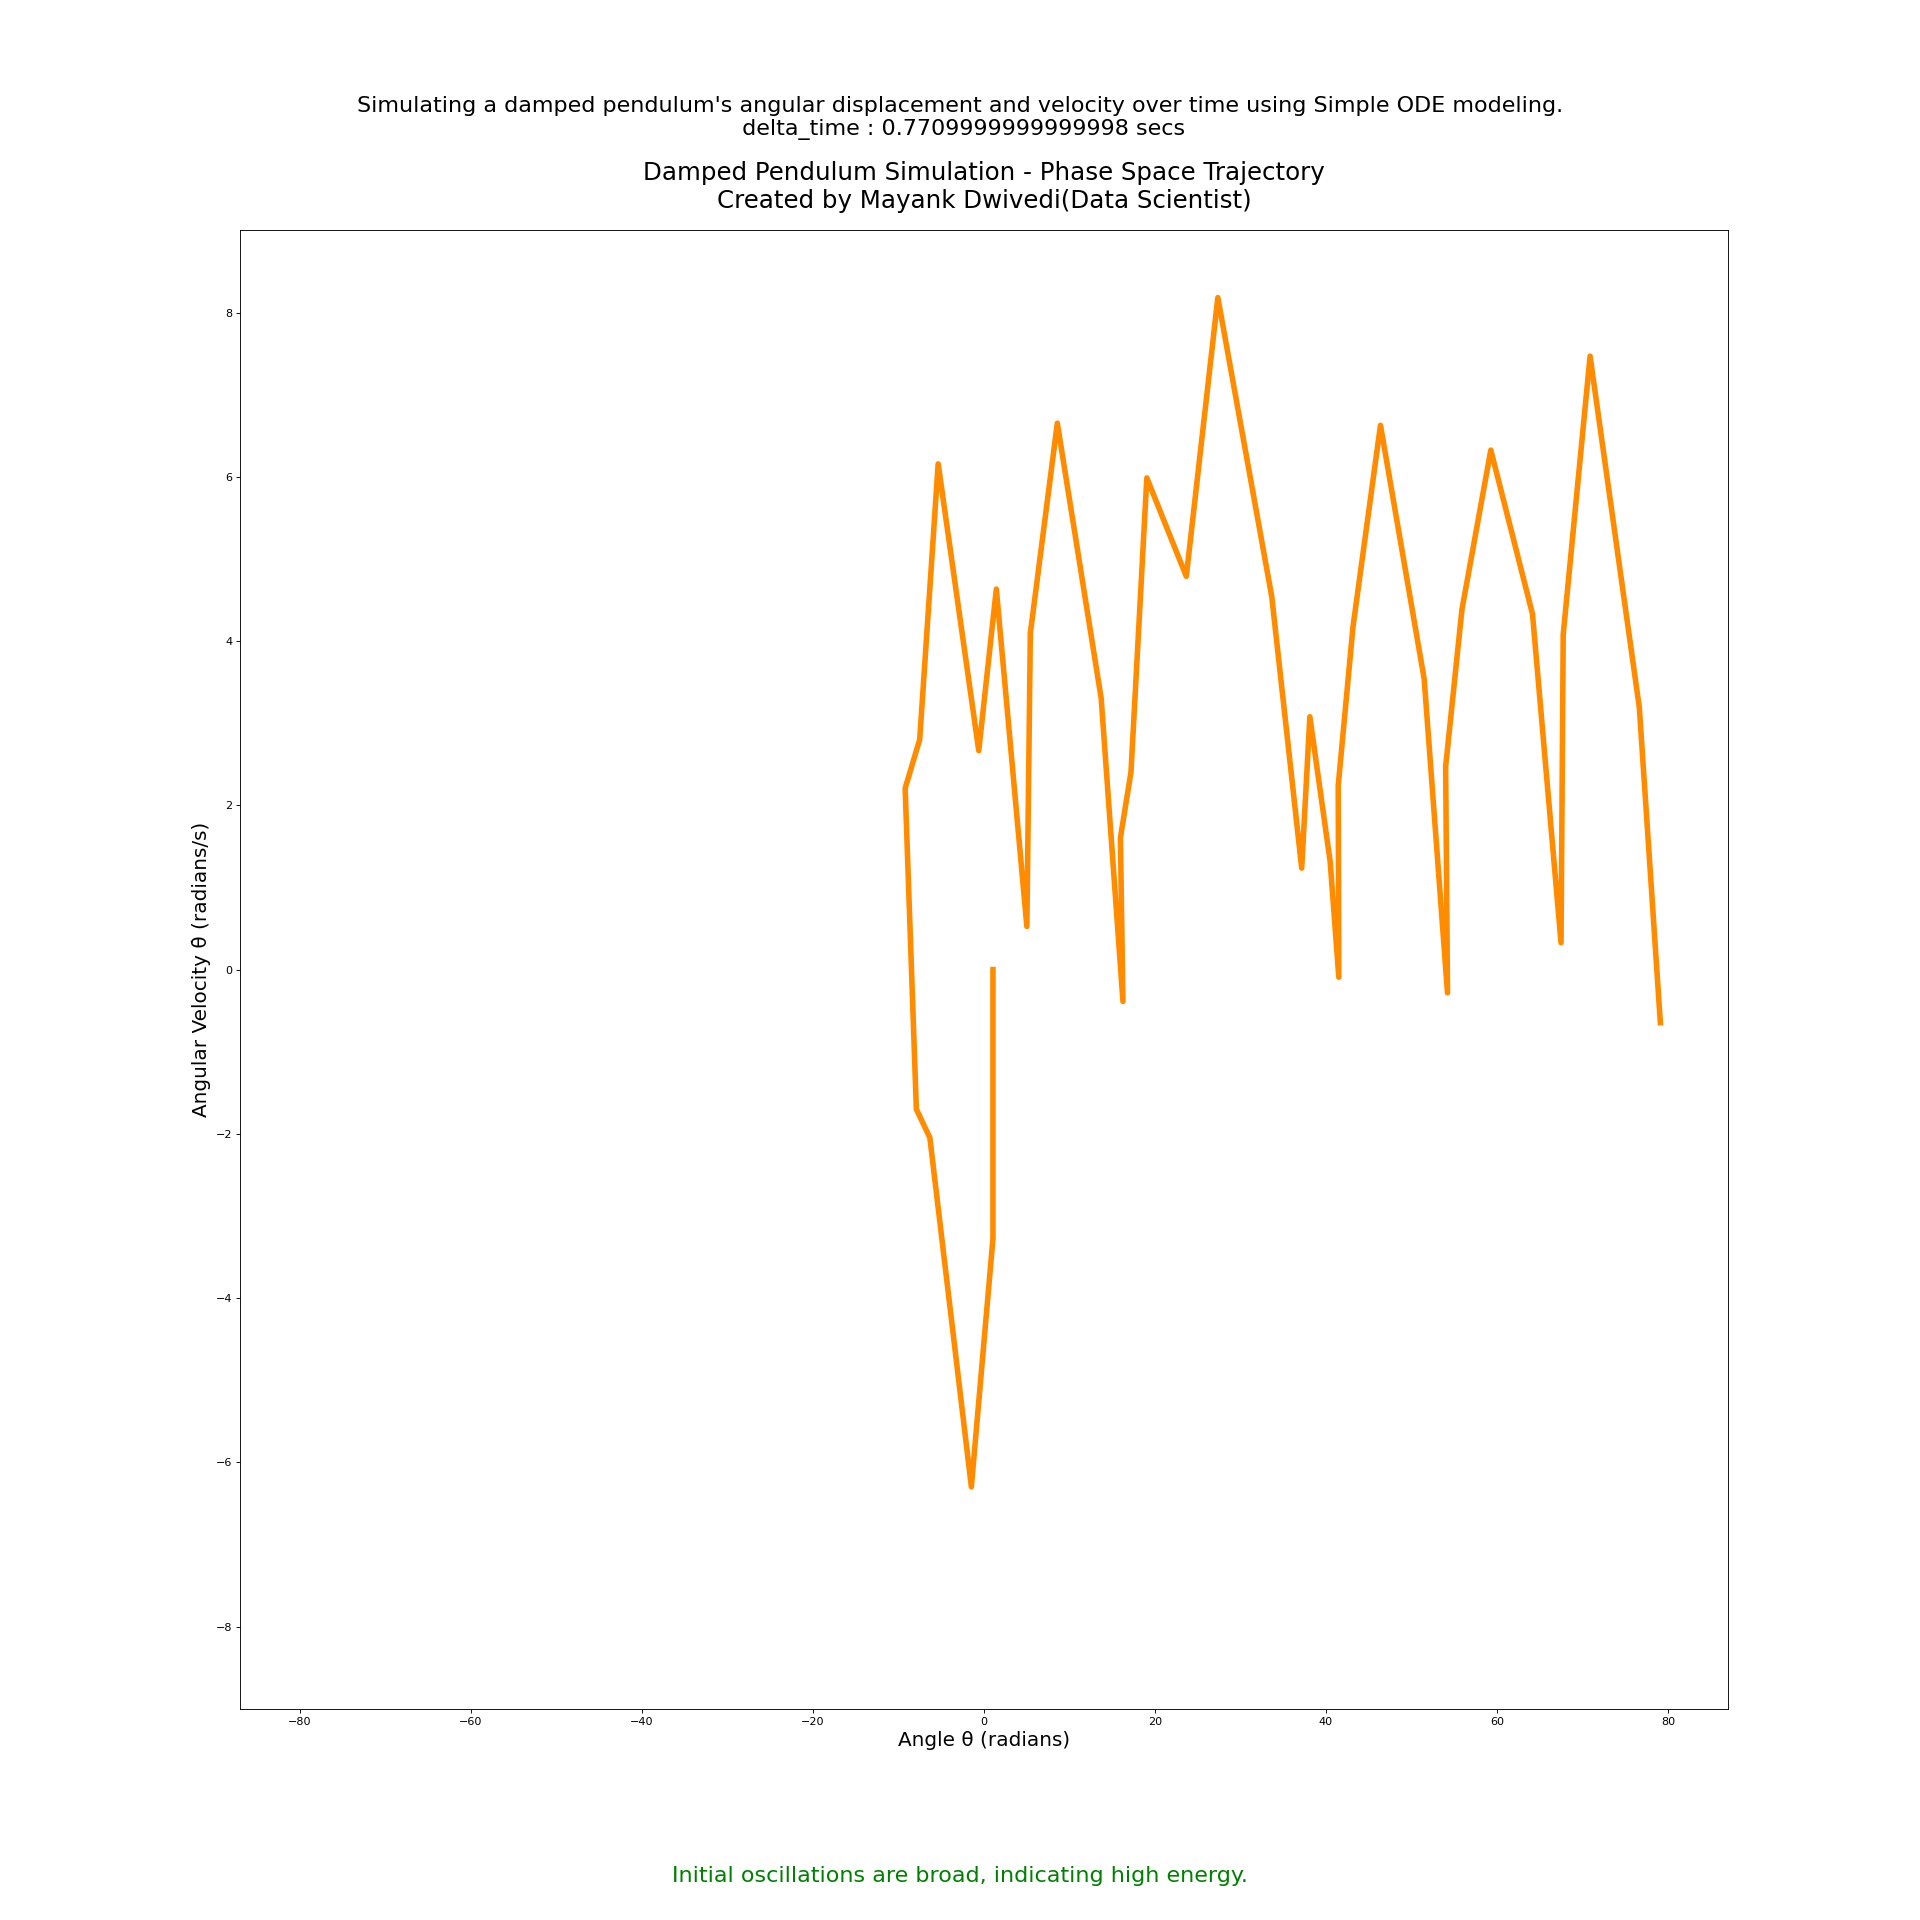 Simulating a damped pendulum's angular displacement and velocity over time using Simple ODE modeling.
delta_time : 0.7709999999999998 secs
Damped Pendulum Simulation - Phase Space Trajectory
Created by Mayank Dwivedi(Data Scientist)
8
6
4
2
0
−2
−4
−6
−8
Angular Velocity θ (radians/s)
−80
−60
−40
−20
0
20
40
60
80
Angle θ (radians)
Initial oscillations are broad, indicating high energy.